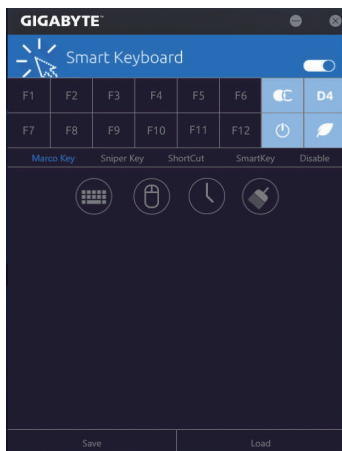 GIGABYTE™
Smart Keyboard
F1 F2 F3 F4 F5 F6 D4
F7 F8 F9 F10 F11 F12
Marco Key Sniper Key ShortCut SmartKey Disable
Save Load